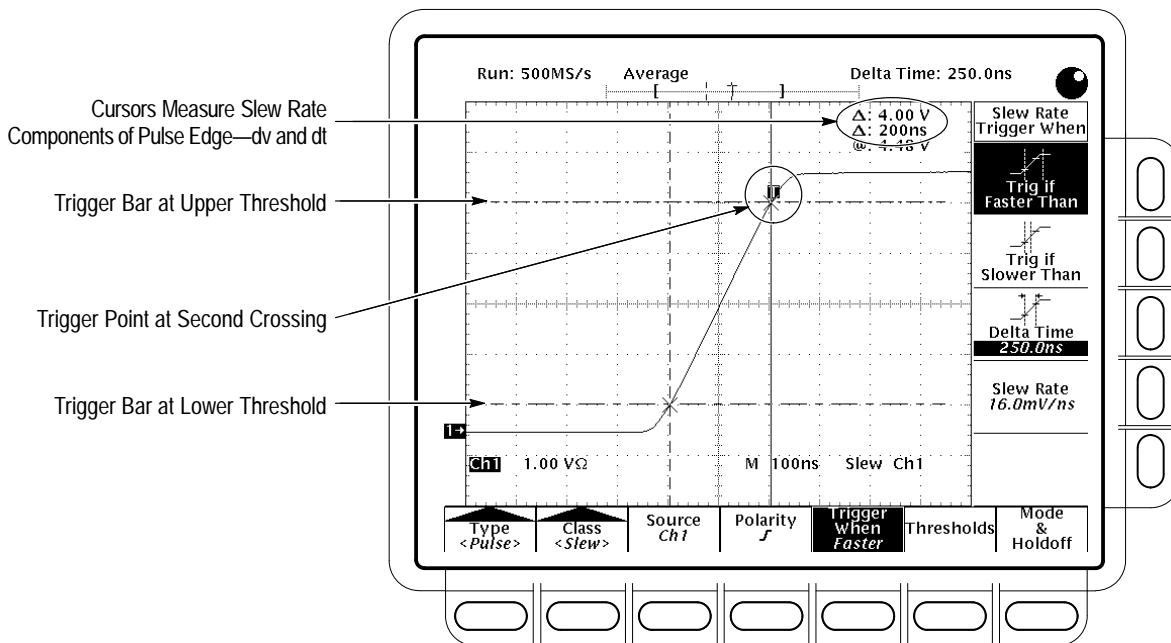 Run: 500MS/s Average Delta Time: 250.0ns
[ T ]
Cursors Measure Slew Rate
Components of Pulse Edge—dv and dt
Δ: 4.00 V
Δ: 200ns
@: 4.48 V
Trigger Bar at Upper Threshold
Trigger Point at Second Crossing
Trigger Bar at Lower Threshold
1→
Ch1 1.00 VΩ M 100ns Slew Ch1
Slew Rate
Trigger When
Trig if
Faster Than
Trig if
Slower Than
Delta Time
250.0ns
Slew Rate
16.0mV/ns
Type
<Pulse>
Class
<Slew>
Source
Ch1
Polarity
Trigger
When
Faster
Thresholds
Mode
&
Holdoff